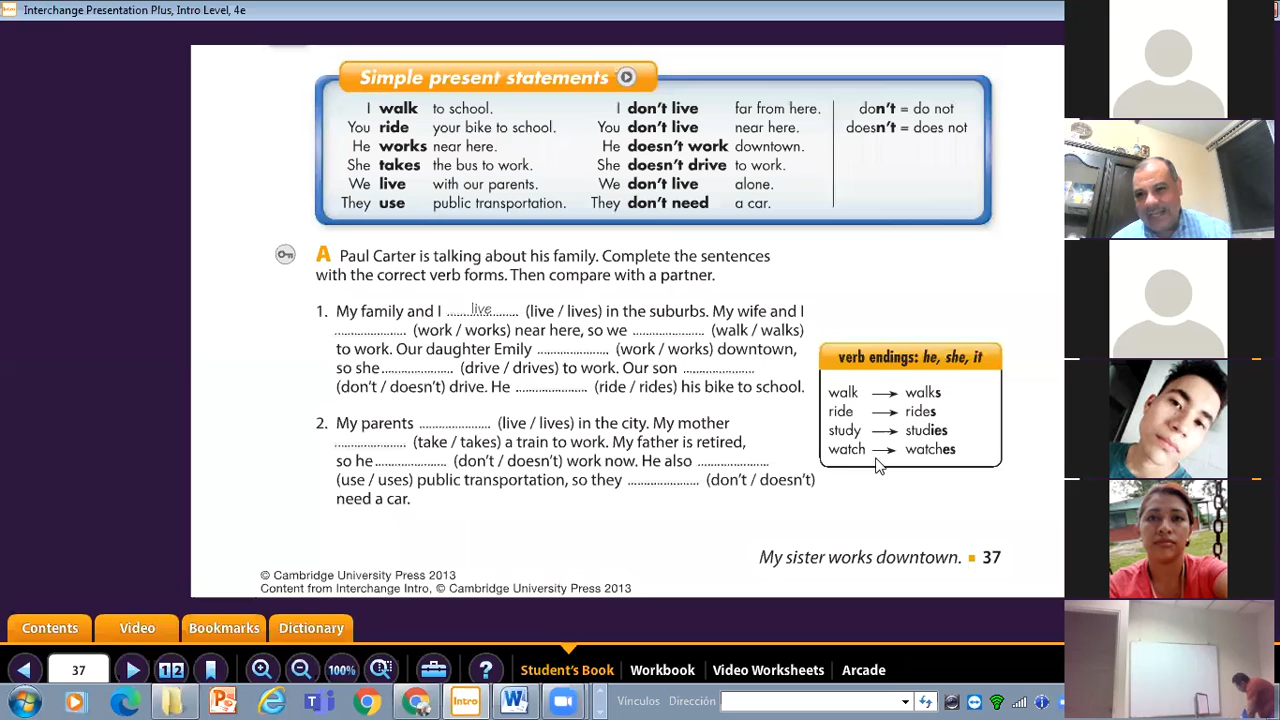 Interchange Presentation Plus, Intro Level, 4e
Simple present statements
I walk to school. I don't live far from here. don't = do not
You ride your bike to school. You don't live near here. doesn't = does not
He works near here. He doesn't work downtown.
She takes the bus to work. She doesn't drive to work.
We live with our parents. We don't live alone.
They use public transportation. They don't need a car.
A Paul Carter is talking about his family. Complete the sentences
with the correct verb forms. Then compare with a partner.
1. My family and I ....live.... (live / lives) in the suburbs. My wife and I
.................... (work / works) near here, so we .................... (walk / walks)
to work. Our daughter Emily .................... (work / works) downtown,
so she.................... (drive / drives) to work. Our son ....................
(don't / doesn't) drive. He .................... (ride / rides) his bike to school.
2. My parents .................... (live / lives) in the city. My mother
.................... (take / takes) a train to work. My father is retired,
so he.................... (don't / doesn't) work now. He also ....................
(use / uses) public transportation, so they .................... (don't / doesn't)
need a car.
verb endings: he, she, it
walk → walks
ride → rides
study → studies
watch → watches
My sister works downtown. ■ 37
© Cambridge University Press 2013
Content from Interchange Intro, © Cambridge University Press 2013
Contents Video Bookmarks Dictionary
37 12 100% ? Student's Book Workbook Video Worksheets Arcade
Intro Vínculos Dirección